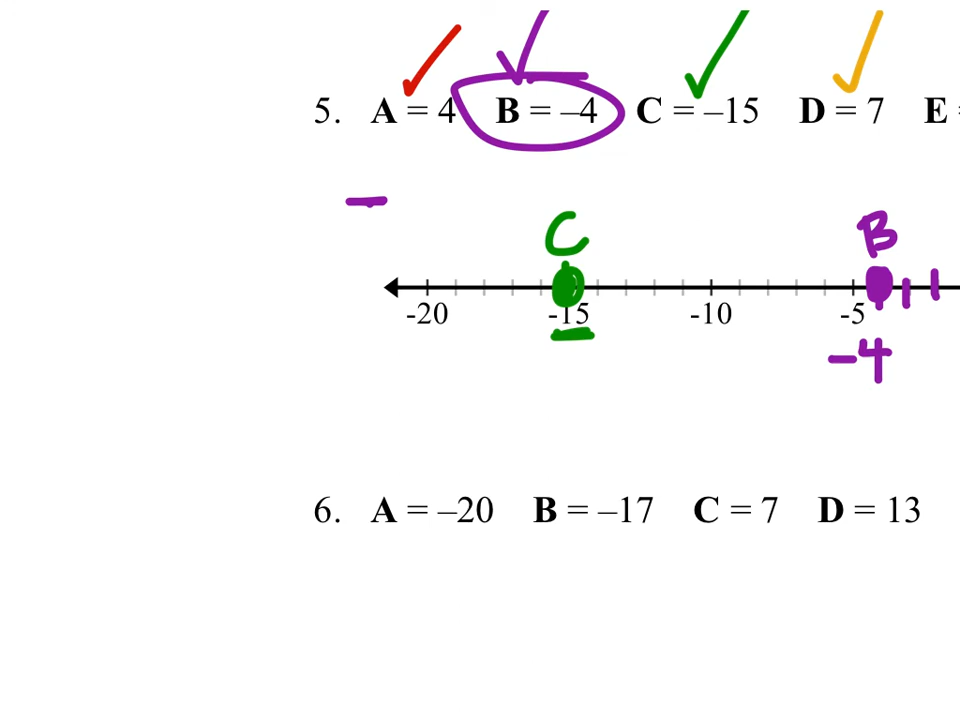 5. A = 4 B = –4 C = –15 D = 7 E =
C B
-20 -15 -10 -5
–4
6. A = –20 B = –17 C = 7 D = 13